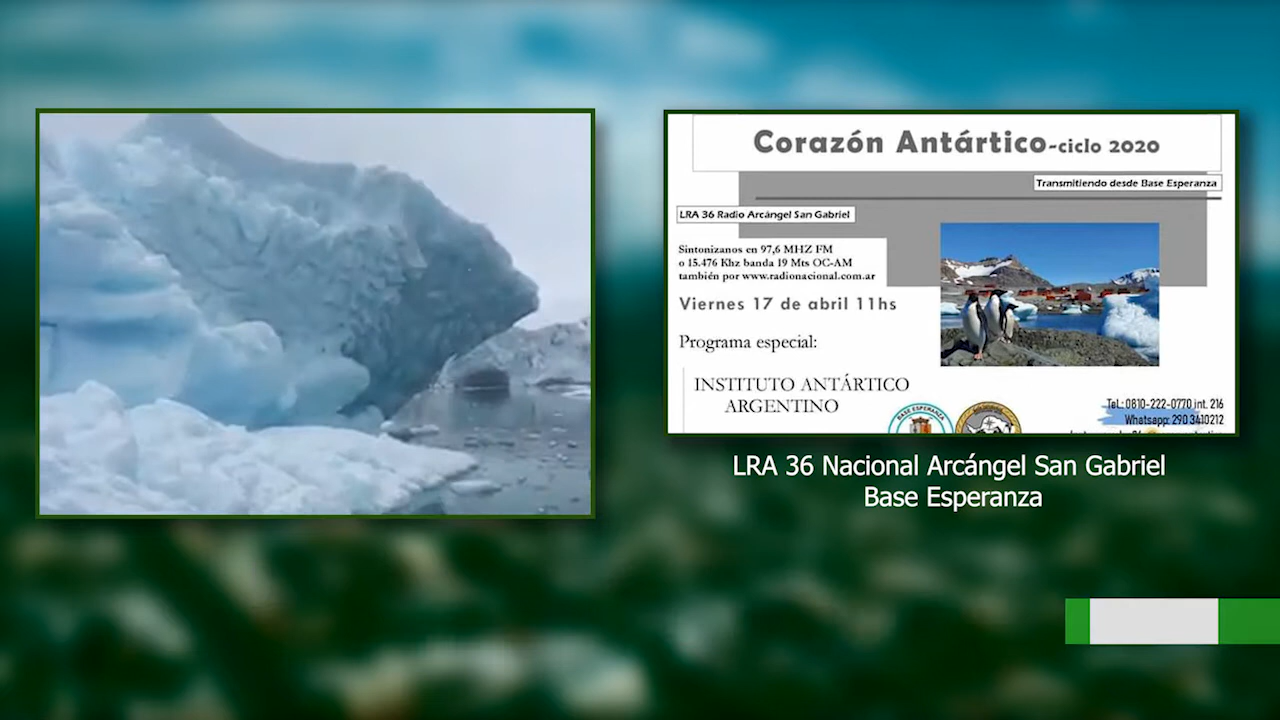 Corazón Antártico-ciclo 2020
Transmitiendo desde Base Esperanza
LRA 36 Radio Arcángel San Gabriel
Sintonizanos en 97,6 MHZ FM
o 15.476 Khz banda 19 Mts OC-AM
también por www.radionacional.com.ar
Viernes 17 de abril 11hs
Programa especial:
INSTITUTO ANTÁRTICO
ARGENTINO
BASE ESPERANZA
Tel.: 0810-222-0770 int. 216
Whatsapp: 290 3410212
LRA 36 Nacional Arcángel San Gabriel
Base Esperanza